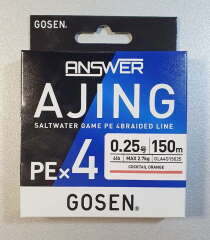 GOSEN®
ANSWER
AJING
SALTWATER GAME PE 4BRAIDED LINE
PE×4
0.25号 150m
MAX 2.7kg
COCKTAIL ORANGE
GOSEN®